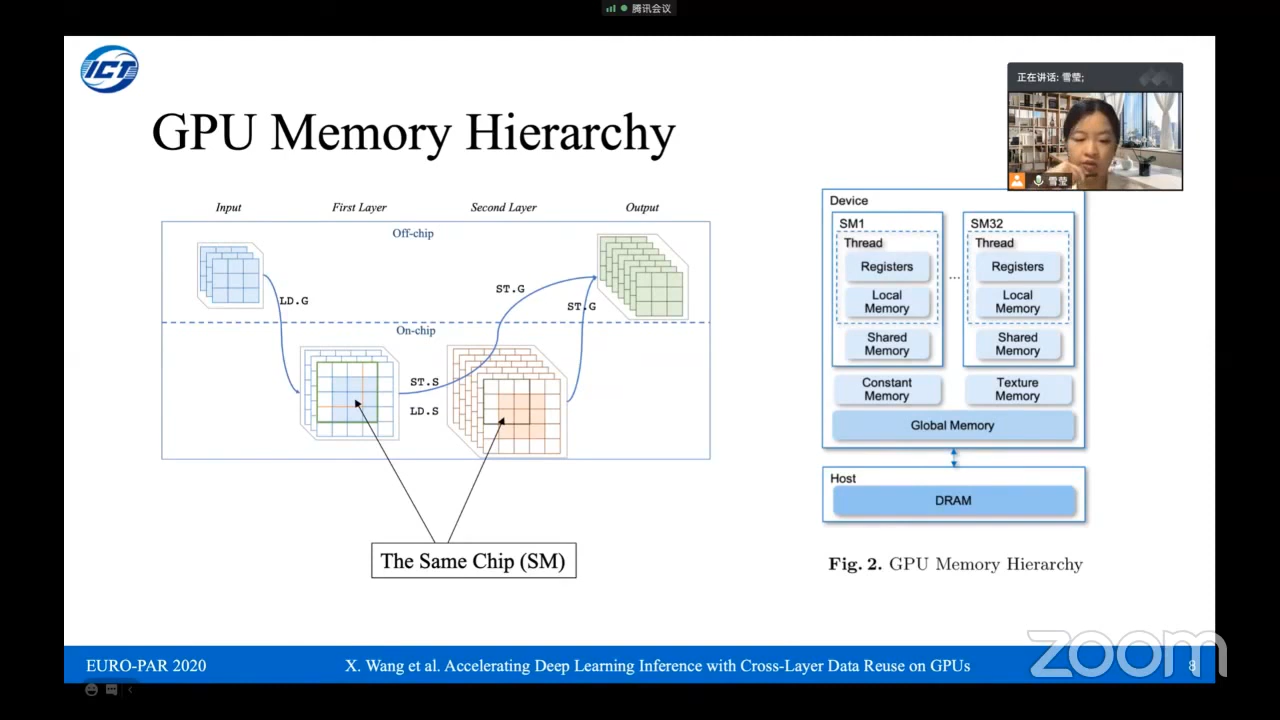 腾讯会议
ICT
正在讲话: 雪莹;
雪莹
GPU Memory Hierarchy
Input
First Layer
Second Layer
Output
Off-chip
LD.G
ST.G
ST.G
On-chip
ST.S
LD.S
The Same Chip (SM)
Device
SM1
Thread
Registers
Local
Memory
Shared
Memory
...
SM32
Thread
Registers
Local
Memory
Shared
Memory
Constant
Memory
Texture
Memory
Global Memory
Host
DRAM
Fig. 2. GPU Memory Hierarchy
EURO-PAR 2020
X. Wang et al. Accelerating Deep Learning Inference with Cross-Layer Data Reuse on GPUs
8
zoom